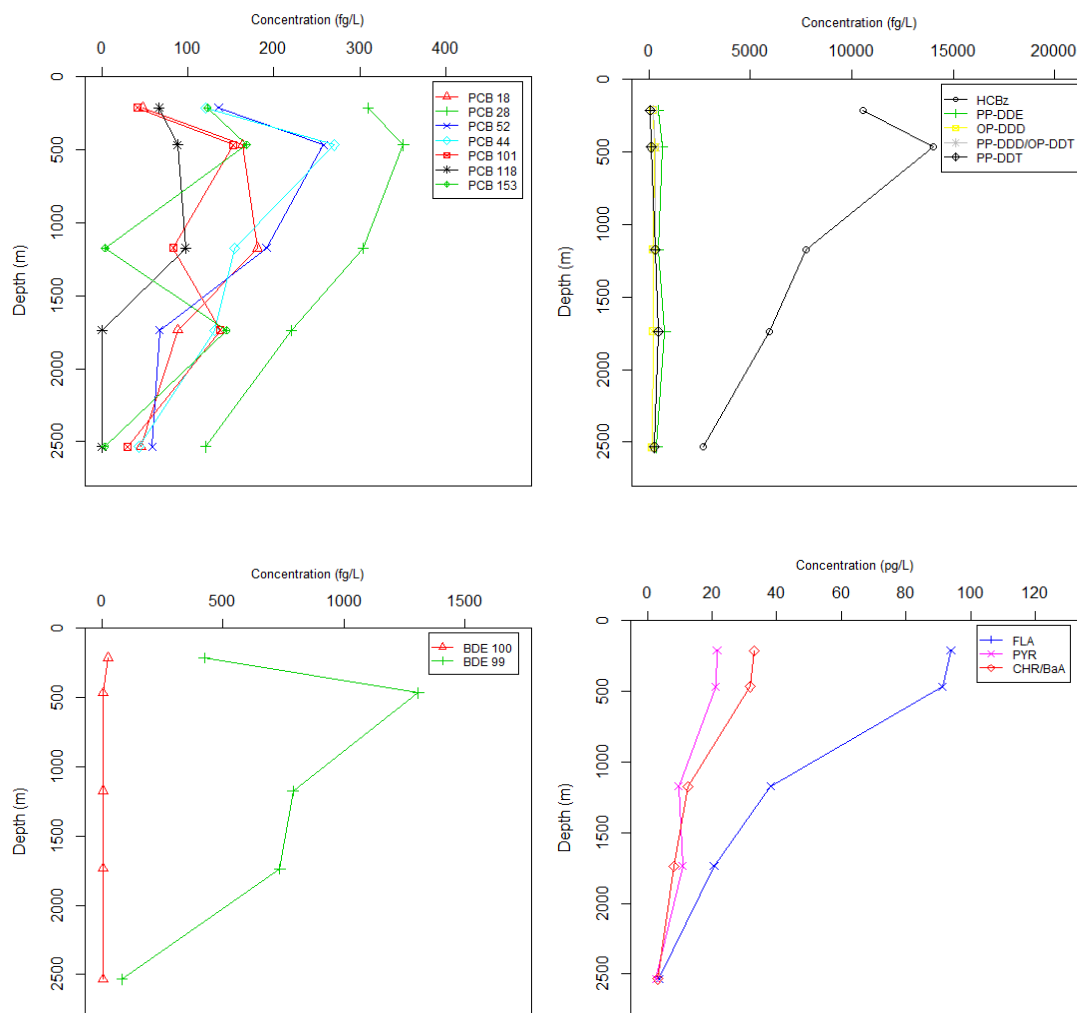 Concentration (fg/L)
0 100 200 300 400
Depth (m)
0 500 1000 1500 2000 2500
PCB 18
PCB 28
PCB 52
PCB 44
PCB 101
PCB 118
PCB 153
Concentration (fg/L)
0 5000 10000 15000 20000
Depth (m)
0 500 1000 1500 2000 2500
HCBz
PP-DDE
OP-DDD
PP-DDD/OP-DDT
PP-DDT
Concentration (fg/L)
0 500 1000 1500
Depth (m)
0 500 1000 1500 2000 2500
BDE 100
BDE 99
Concentration (pg/L)
0 20 40 60 80 100 120
Depth (m)
0 500 1000 1500 2000 2500
FLA
PYR
CHR/BaA